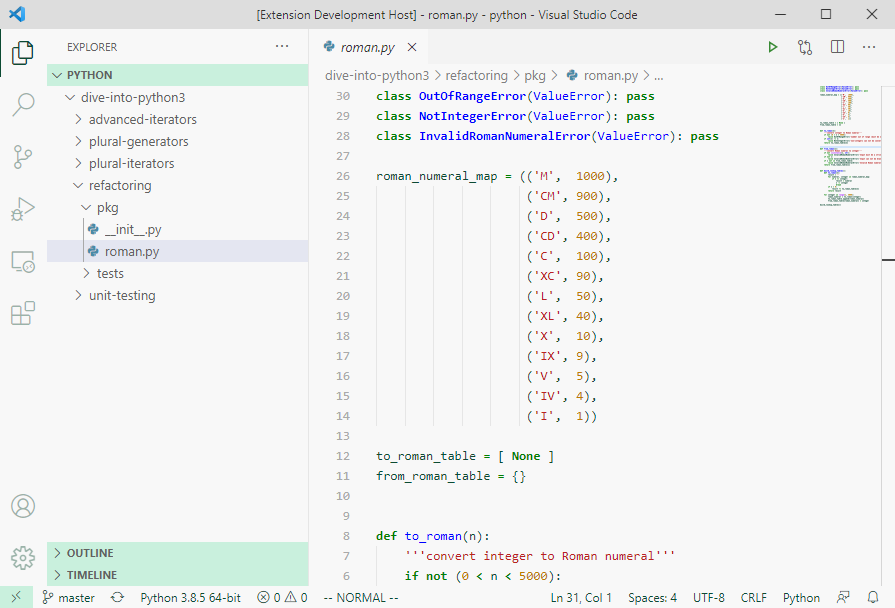 [Extension Development Host] - roman.py - python - Visual Studio Code
EXPLORER
PYTHON
dive-into-python3
advanced-iterators
plural-generators
plural-iterators
refactoring
pkg
__init__.py
roman.py
tests
unit-testing
OUTLINE
TIMELINE
roman.py
dive-into-python3 > refactoring > pkg > roman.py > ...
30 class OutOfRangeError(ValueError): pass
29 class NotIntegerError(ValueError): pass
28 class InvalidRomanNumeralError(ValueError): pass
27
26 roman_numeral_map = (('M',  1000),
25                      ('CM', 900),
24                      ('D',  500),
23                      ('CD', 400),
22                      ('C',  100),
21                      ('XC', 90),
20                      ('L',  50),
19                      ('XL', 40),
18                      ('X',  10),
17                      ('IX', 9),
16                      ('V',  5),
15                      ('IV', 4),
14                      ('I',  1))
13
12 to_roman_table = [ None ]
11 from_roman_table = {}
10
9
8 def to_roman(n):
7     '''convert integer to Roman numeral'''
6     if not (0 < n < 5000):
master Python 3.8.5 64-bit 0 0 -- NORMAL -- Ln 31, Col 1 Spaces: 4 UTF-8 CRLF Python